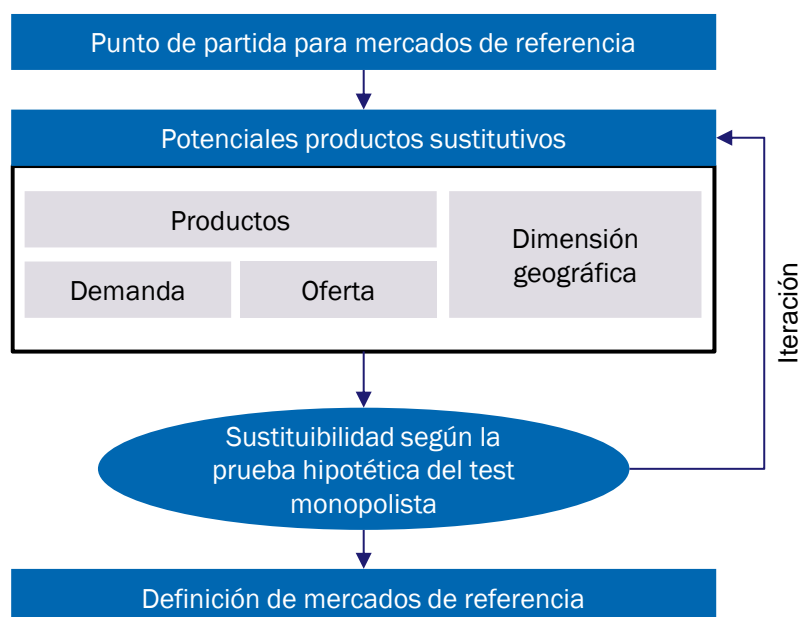 Punto de partida para mercados de referencia
Potenciales productos sustitutivos
Productos
Dimensión
geográfica
Demanda
Oferta
Iteración
Sustituibilidad según la
prueba hipotética del test
monopolista
Definición de mercados de referencia